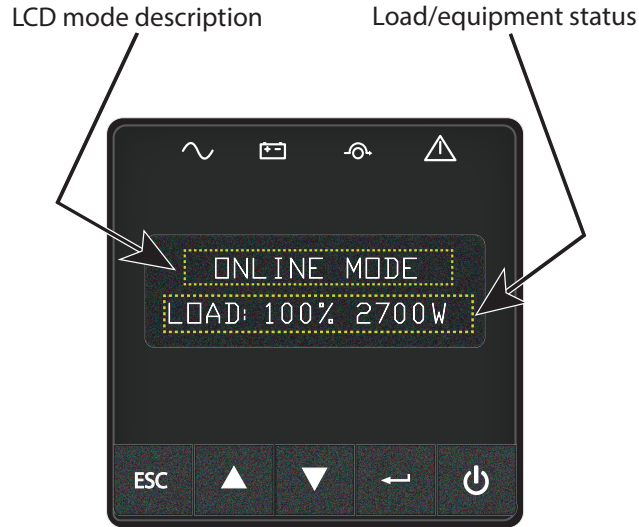 LCD mode description
Load/equipment status
ONLINE MODE
LOAD: 100% 2700W
ESC